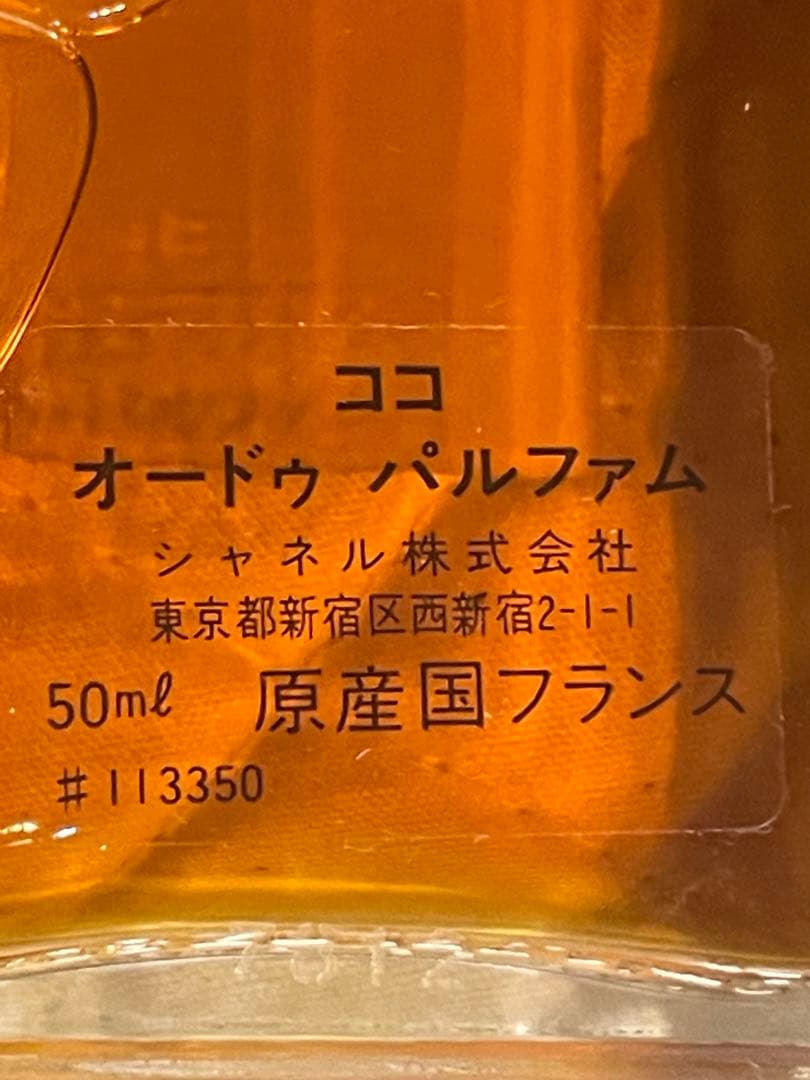 ココ
オードゥ パルファム
シャネル株式会社
東京都新宿区西新宿2-1-1
50ml 原産国フランス
#113350